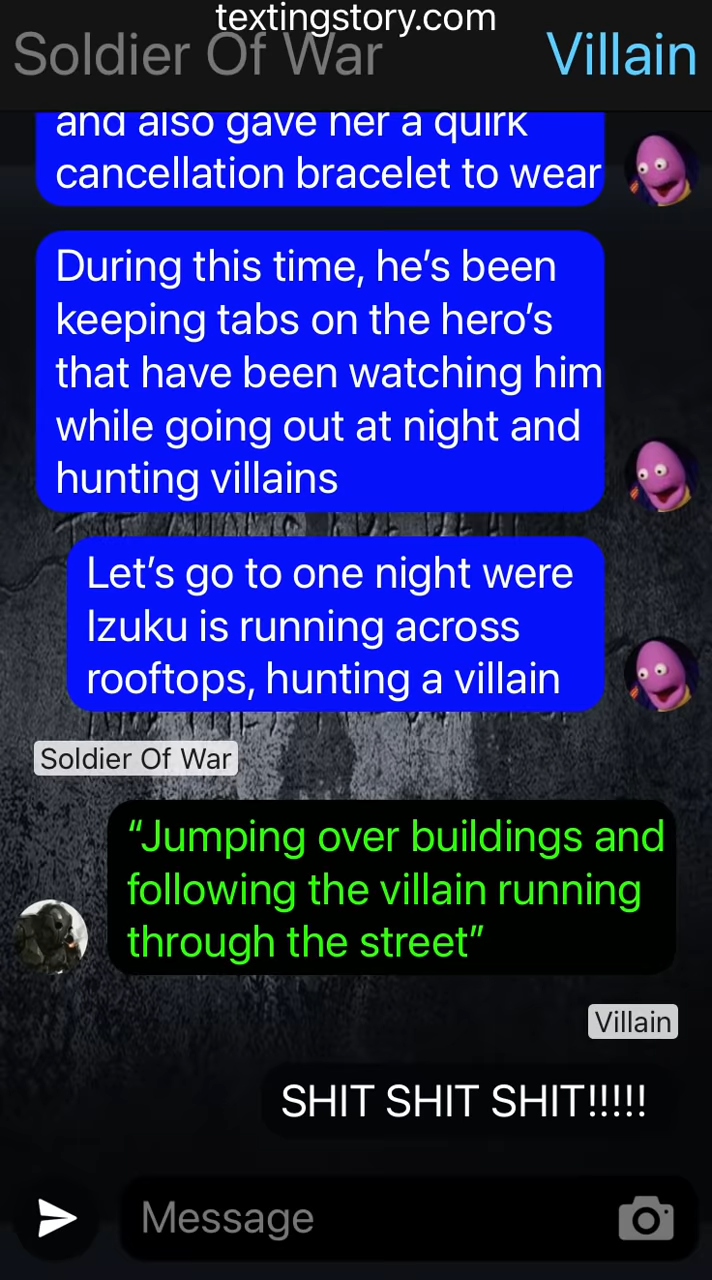 textingstory.com
Soldier Of War
Villain
and also gave her a quirk
cancellation bracelet to wear
During this time, he’s been
keeping tabs on the hero’s
that have been watching him
while going out at night and
hunting villains
Let’s go to one night were
Izuku is running across
rooftops, hunting a villain
Soldier Of War
“Jumping over buildings and
following the villain running
through the street”
Villain
SHIT SHIT SHIT!!!!!
Message